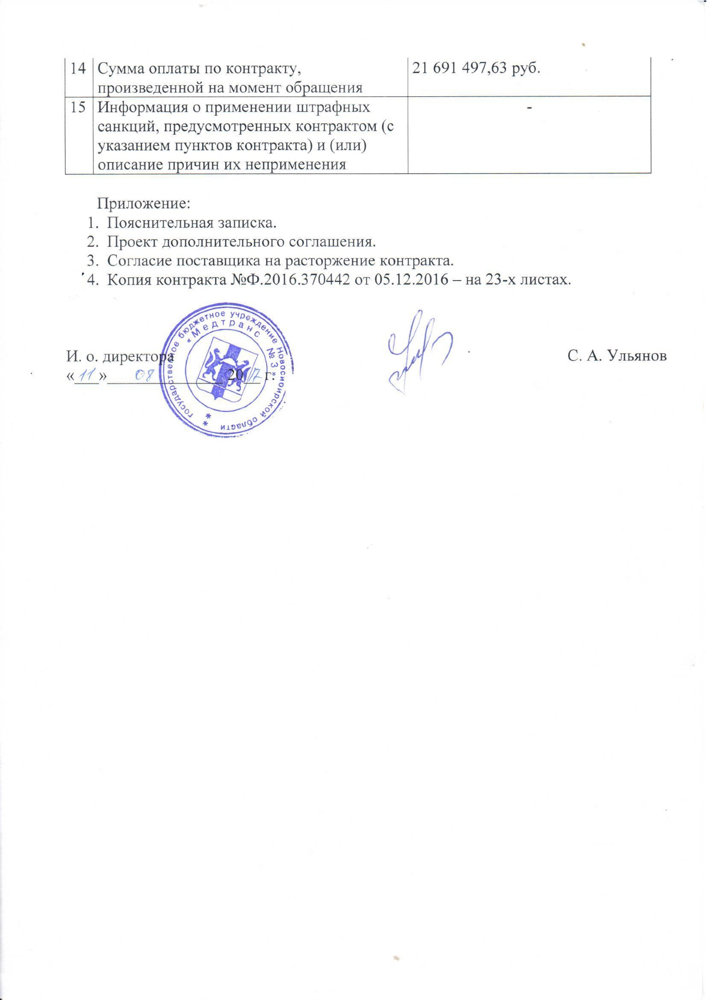 14 Сумма оплаты по контракту, 21 691 497,63 руб.
произведенной на момент обращения
15 Информация о применении штрафных -
санкций, предусмотренных контрактом (с
указанием пунктов контракта) и (или)
описание причин их неприменения
Приложение:
1. Пояснительная записка.
2. Проект дополнительного соглашения.
3. Согласие поставщика на расторжение контракта.
4. Копия контракта №Ф.2016.370442 от 05.12.2016 – на 23-х листах.
И. о. директора С. А. Ульянов
«11» 08 2017 г.
государственное бюджетное учреждение Новосибирской области
«Медтранс №3»
**